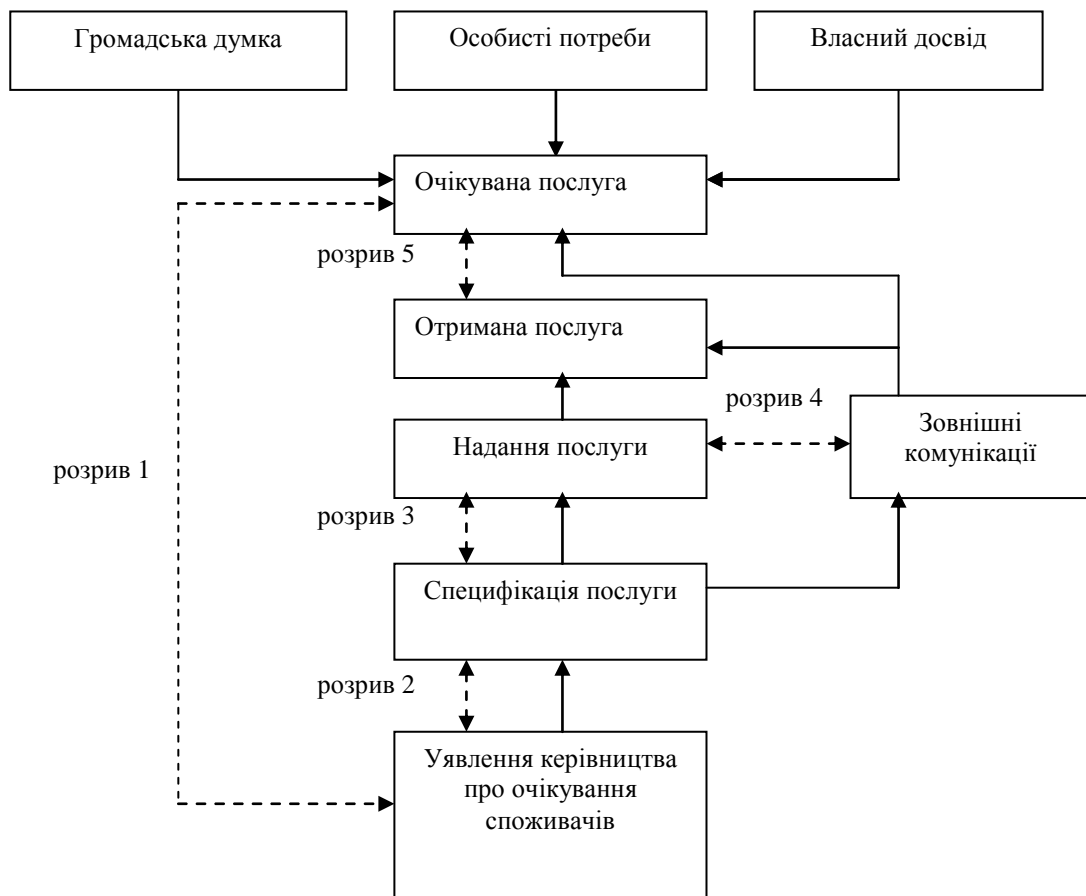 Громадська думка
Особисті потреби
Власний досвід
Очікувана послуга
розрив 5
Отримана послуга
розрив 4
Зовнішні
комунікації
Надання послуги
розрив 1
розрив 3
Специфікація послуги
розрив 2
Уявлення керівництва
про очікування
споживачів